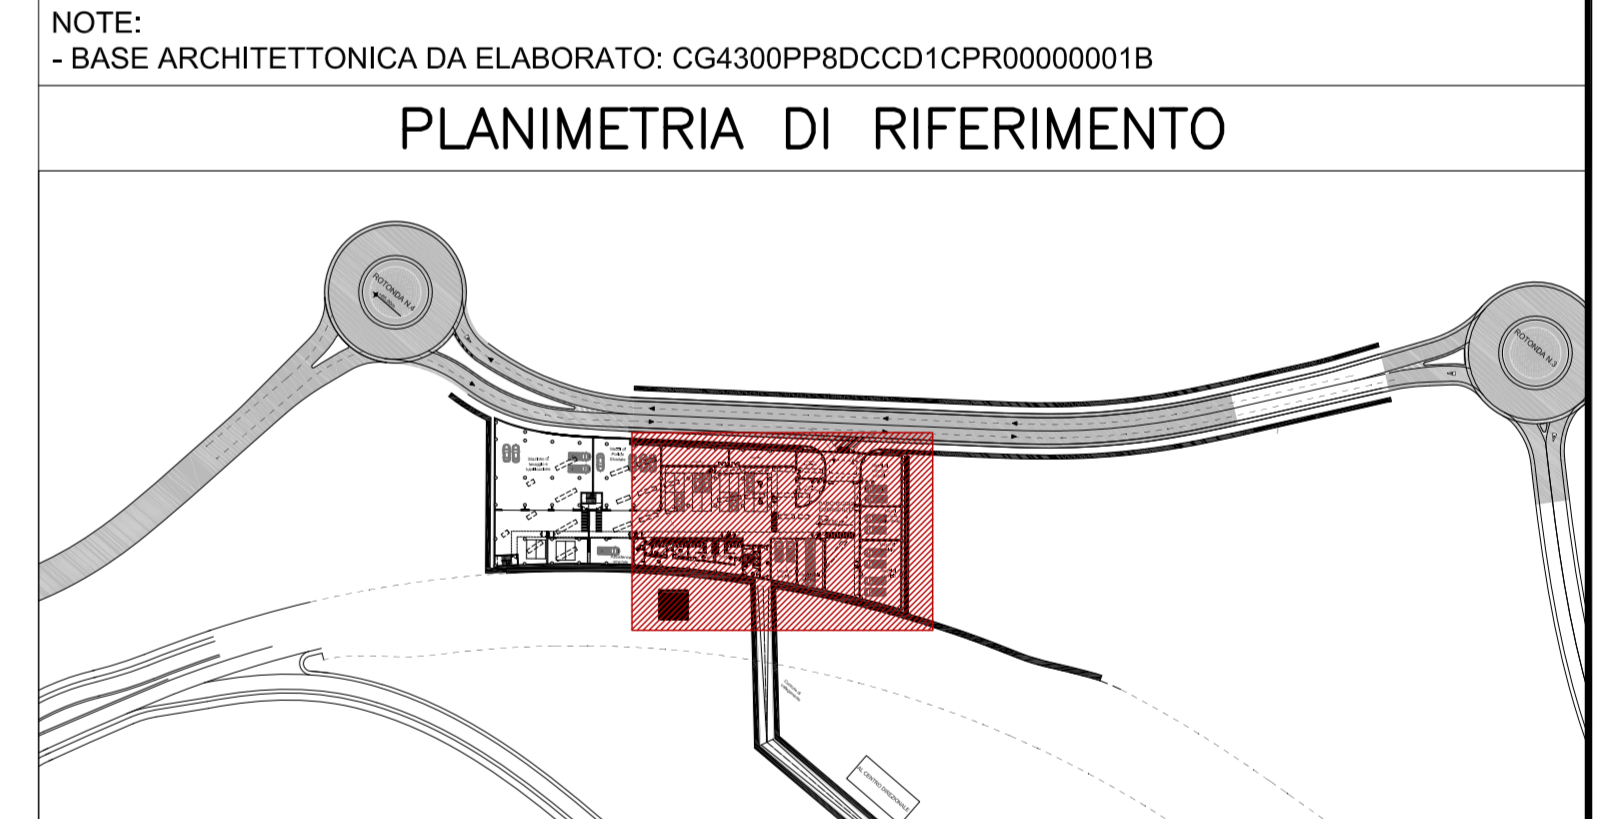 NOTE:
- BASE ARCHITETTONICA DA ELABORATO: CG4300PP8DCCD1CPR00000001B
PLANIMETRIA DI RIFERIMENTO
ROTONDA N.4
ROTONDA N.3
AL CENTRO DIREZIONALE